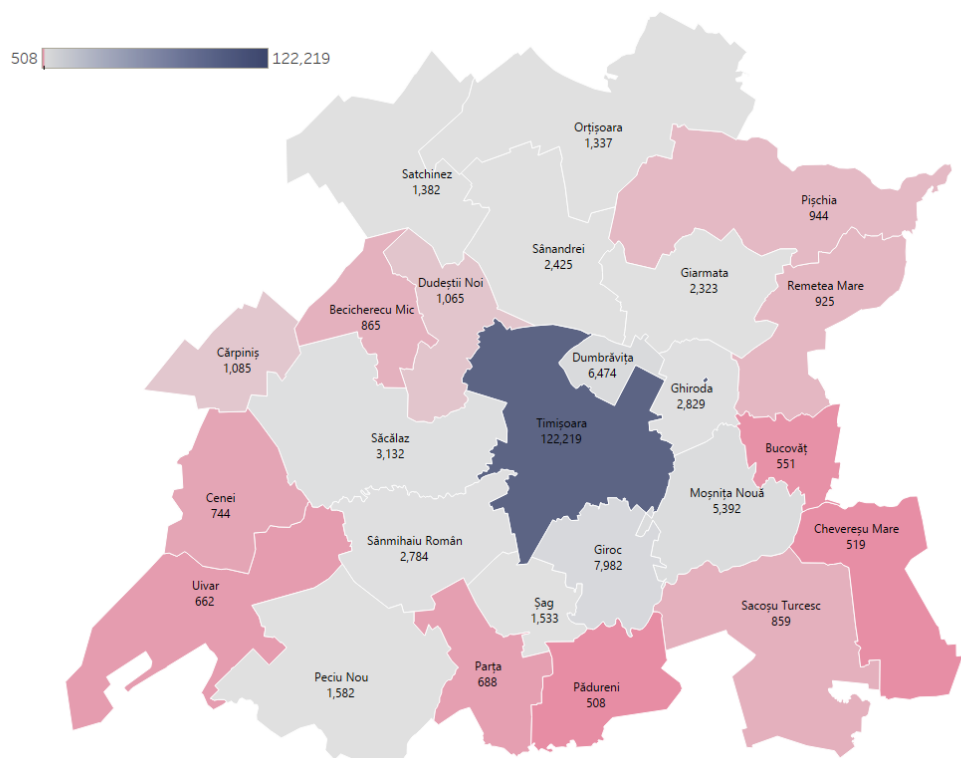 508
122,219
Orțișoara
1,337
Satchinez
1,382
Pișchia
944
Sânandrei
2,425
Giarmata
2,323
Dudeștii Noi
1,065
Remetea Mare
925
Becicherecu Mic
865
Cărpiniș
1,085
Dumbrăvița
6,474
Ghiroda
2,829
Timișoara
122,219
Săcălaz
3,132
Bucovăț
551
Moșnița Nouă
5,392
Cenei
744
Chevereșu Mare
519
Sânmihaiu Român
2,784
Giroc
7,982
Uivar
662
Șag
1,533
Sacoșu Turcesc
859
Parța
688
Peciu Nou
1,582
Pădureni
508